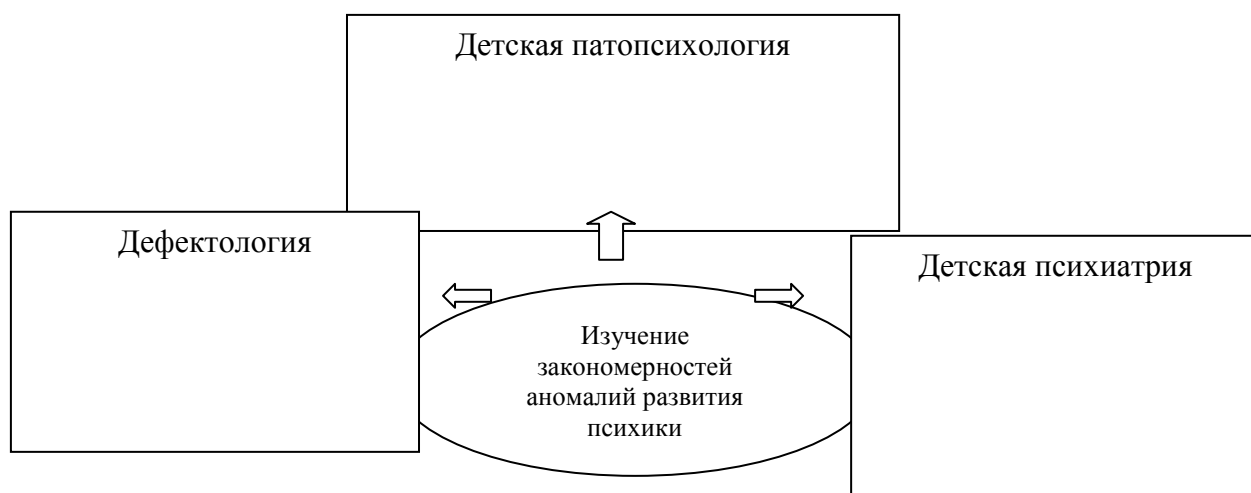 Детская патопсихология
Дефектология
Детская психиатрия
Изучение
закономерностей
аномалий развития
психики